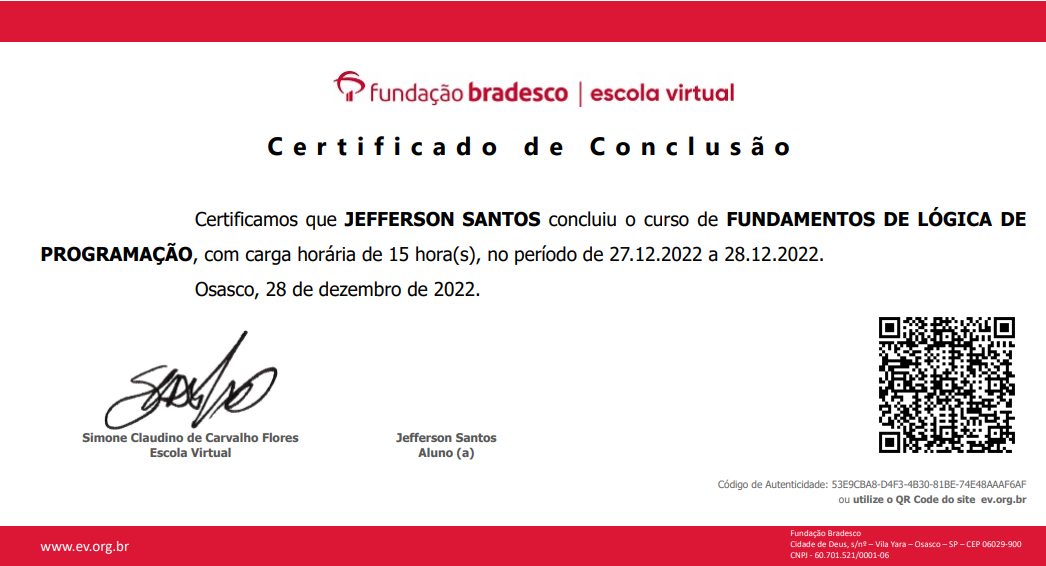 fundação bradesco | escola virtual
Certificado de Conclusão
Certificamos que JEFFERSON SANTOS concluiu o curso de FUNDAMENTOS DE LÓGICA DE
PROGRAMAÇÃO, com carga horária de 15 hora(s), no período de 27.12.2022 a 28.12.2022.
Osasco, 28 de dezembro de 2022.
Simone Claudino de Carvalho Flores
Escola Virtual
Jefferson Santos
Aluno (a)
Código de Autenticidade: 53E9CBA8-D4F3-4B30-81BE-74E48AAAF6AF
ou utilize o QR Code do site ev.org.br
www.ev.org.br
Fundação Bradesco
Cidade de Deus, s/nº – Vila Yara – Osasco – SP – CEP 06029-900
CNPJ - 60.701.521/0001-06